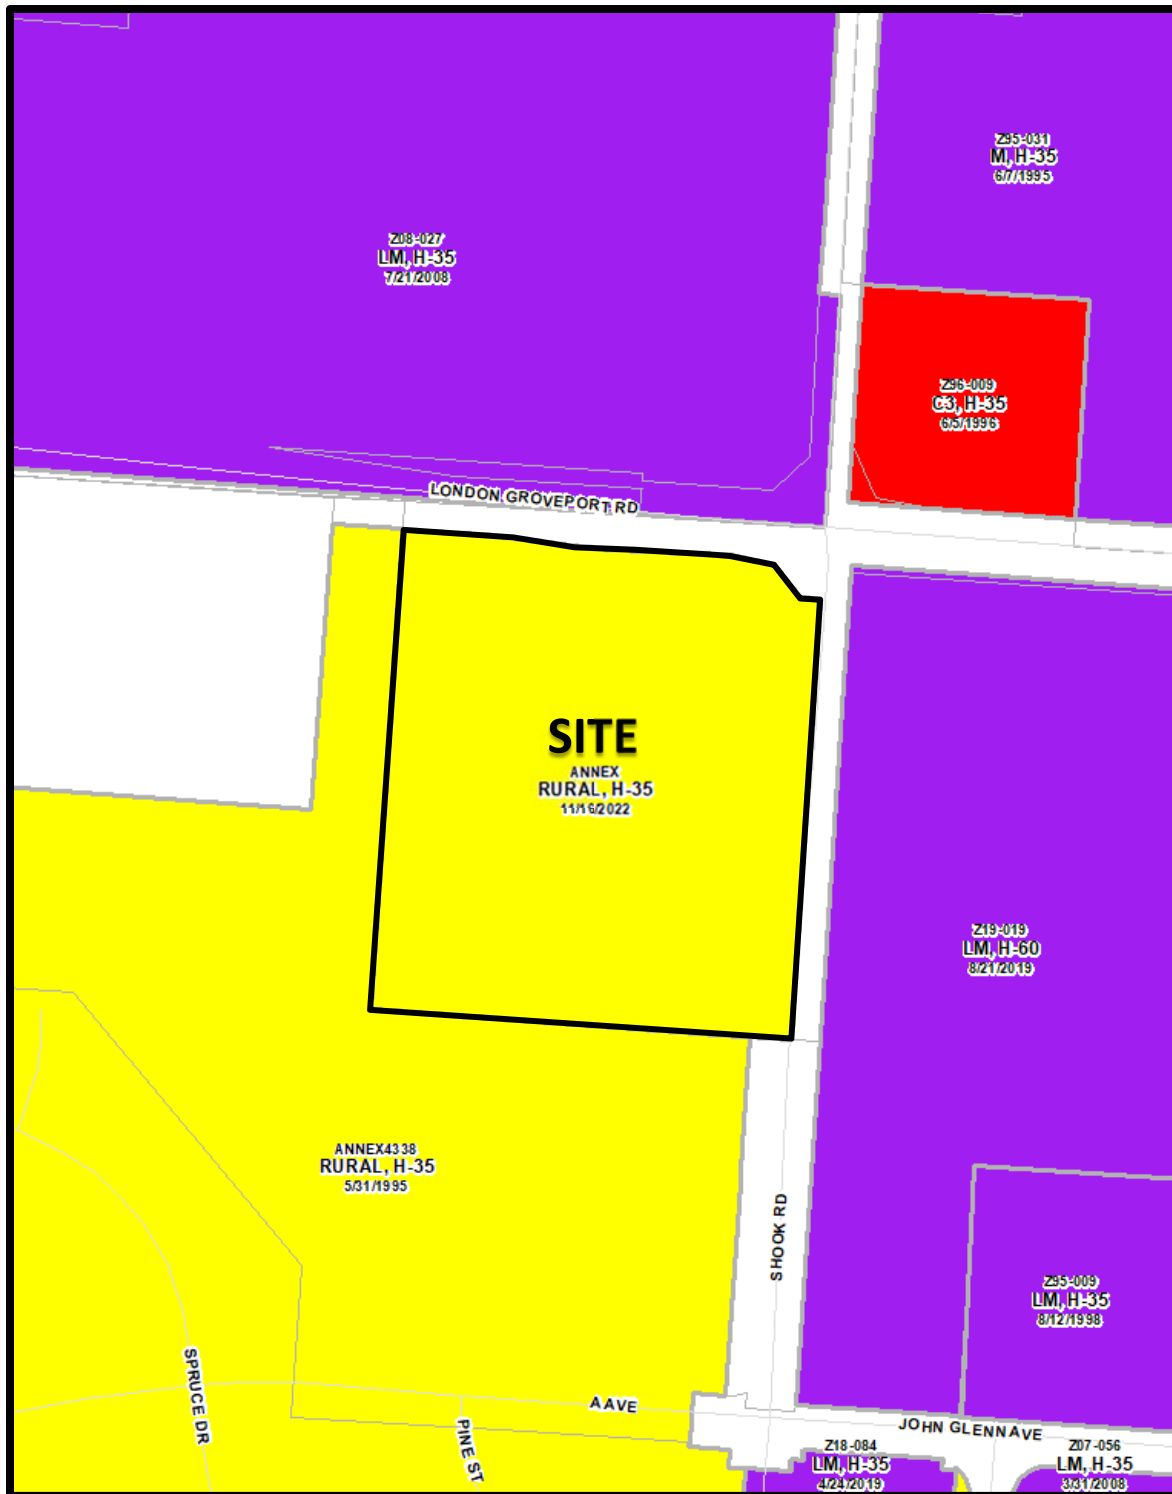 Z95-031
M, H-35
6/7/1995
Z08-027
LM, H-35
7/21/2008
Z96-009
C3, H-35
6/5/1996
LONDON GROVEPORT RD
SITE
ANNEX
RURAL, H-35
11/16/2022
Z19-019
LM, H-60
8/21/2019
ANNEX4338
RURAL, H-35
5/31/1995
SHOOK RD
Z95-009
LM, H-35
8/12/1998
SPRUCE DR
A AVE
PINE ST
JOHN GLENN AVE
Z18-084
LM, H-35
4/24/2019
Z07-056
LM, H-35
3/31/2008